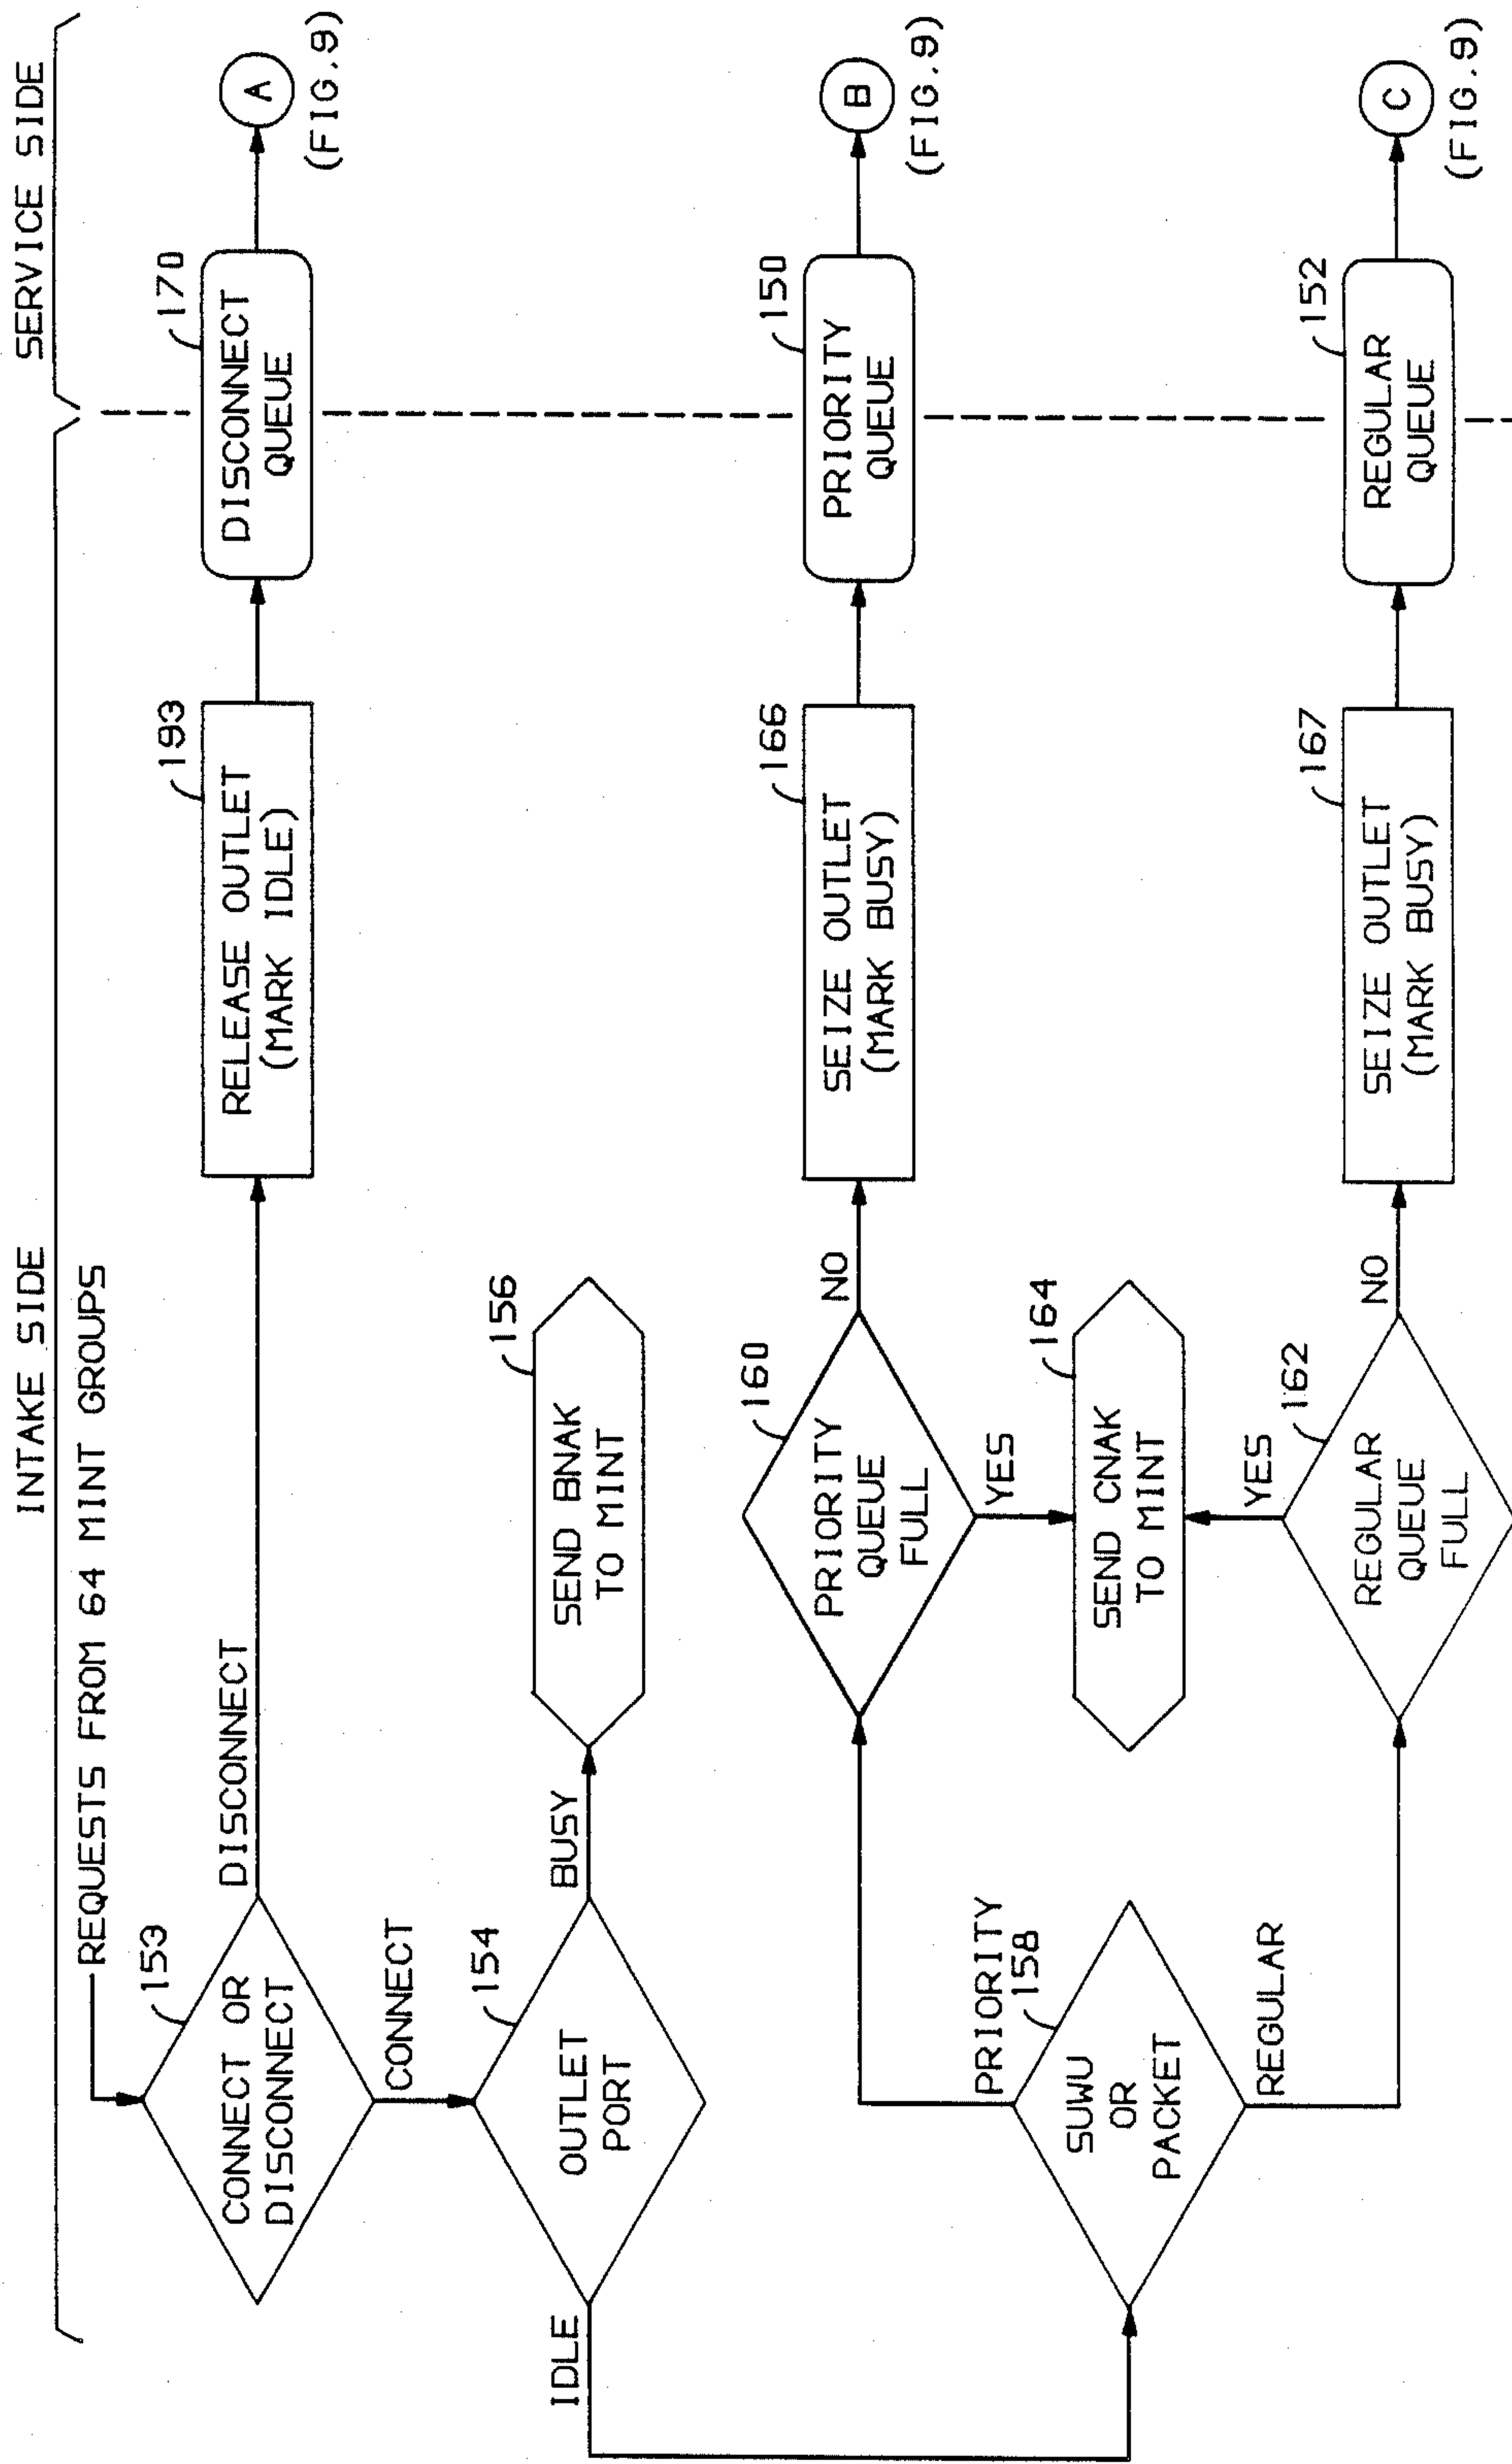 INTAKE SIDE
SERVICE SIDE
REQUESTS FROM 64 MINT GROUPS
153
CONNECT OR
DISCONNECT
DISCONNECT
193
RELEASE OUTLET
(MARK IDLE)
170
DISCONNECT
QUEUE
A
(FIG.9)
CONNECT
154
OUTLET
PORT
BUSY
156
SEND BNAK
TO MINT
IDLE
PRIORITY
158
SUWU
OR
PACKET
REGULAR
160
PRIORITY
QUEUE
FULL
NO
166
SEIZE OUTLET
(MARK BUSY)
150
PRIORITY
QUEUE
B
(FIG.9)
YES
164
SEND CNAK
TO MINT
YES
162
REGULAR
QUEUE
FULL
NO
167
SEIZE OUTLET
(MARK BUSY)
152
REGULAR
QUEUE
C
(FIG.9)